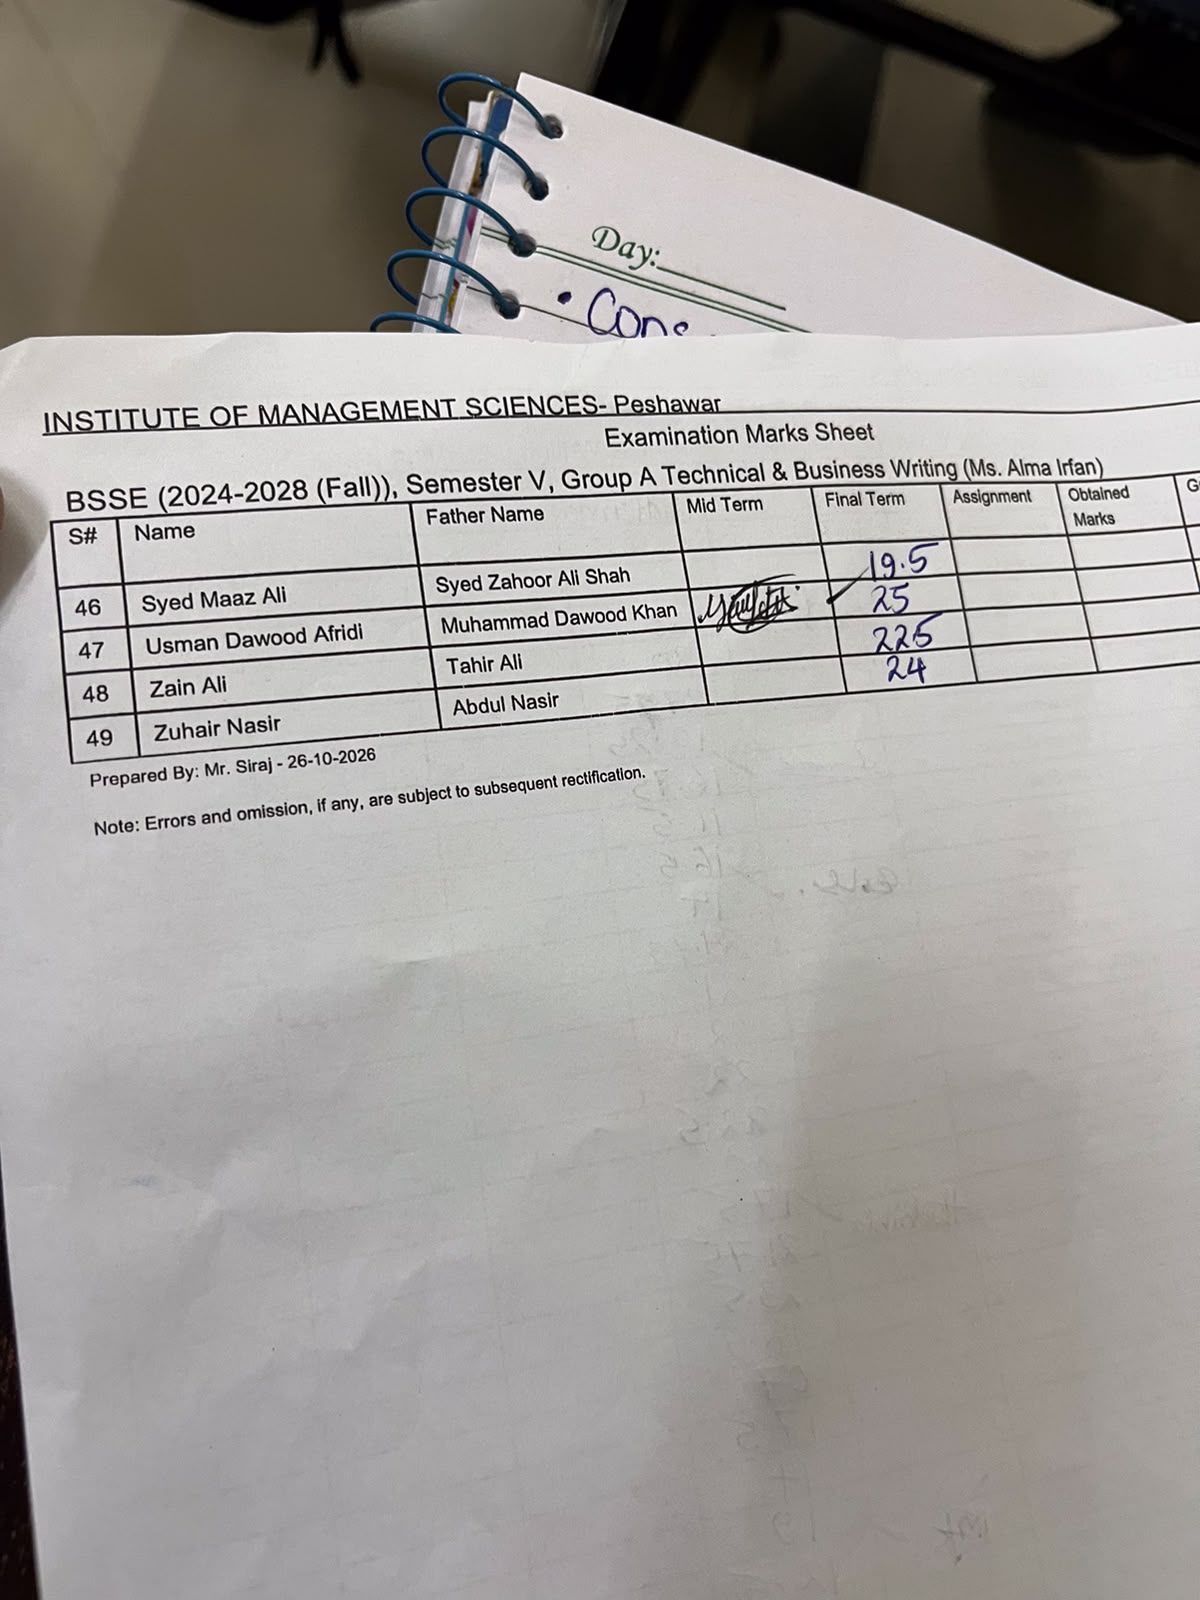 Day:
• Cons
INSTITUTE OF MANAGEMENT SCIENCES- Peshawar
Examination Marks Sheet
BSSE (2024-2028 (Fall)), Semester V, Group A Technical & Business Writing (Ms. Alma Irfan)
S# Name Father Name Mid Term Final Term Assignment Obtained Marks G
46 Syed Maaz Ali Syed Zahoor Ali Shah 19.5
47 Usman Dawood Afridi Muhammad Dawood Khan 25
48 Zain Ali Tahir Ali 225
49 Zuhair Nasir Abdul Nasir 24
Prepared By: Mr. Siraj - 26-10-2026
Note: Errors and omission, if any, are subject to subsequent rectification.